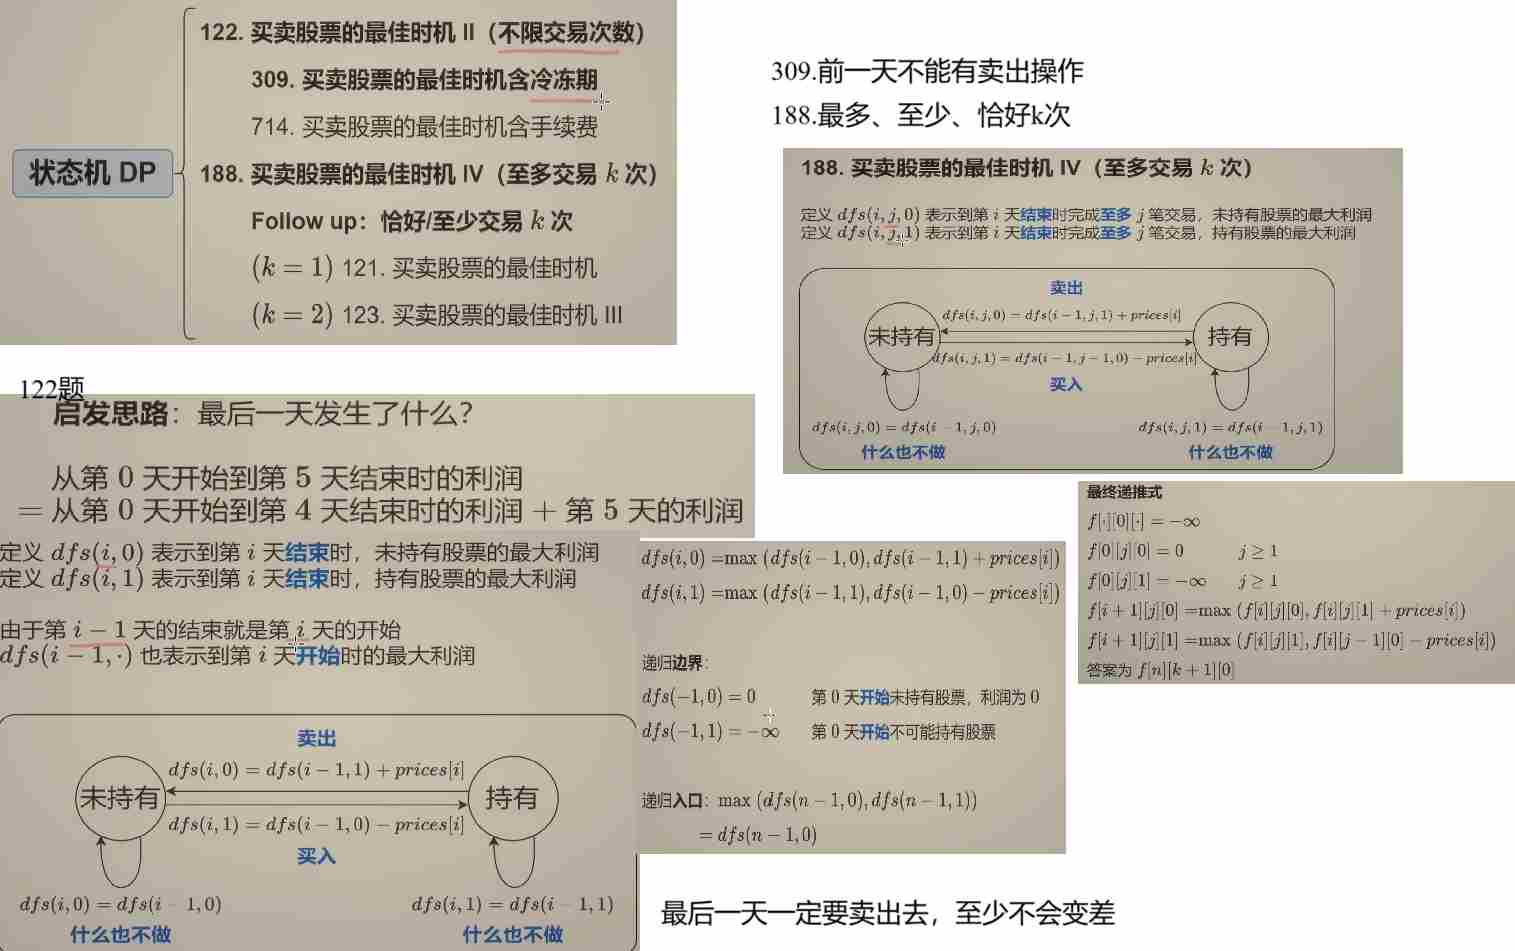 122. 买卖股票的最佳时机 II（不限交易次数）
309. 买卖股票的最佳时机含冷冻期
714. 买卖股票的最佳时机含手续费
状态机 DP
188. 买卖股票的最佳时机 IV（至多交易 k 次）
Follow up：恰好/至少交易 k 次
(k = 1) 121. 买卖股票的最佳时机
(k = 2) 123. 买卖股票的最佳时机 III
309.前一天不能有卖出操作
188.最多、至少、恰好k次
188. 买卖股票的最佳时机 IV（至多交易 k 次）
定义 dfs(i,j,0) 表示到第 i 天结束时完成至多 j 笔交易，未持有股票的最大利润
定义 dfs(i,j,1) 表示到第 i 天结束时完成至多 j 笔交易，持有股票的最大利润
卖出
dfs(i,j,0) = dfs(i − 1,j,1) + prices[i]
未持有
持有
dfs(i,j,1) = dfs(i − 1,j − 1,0) − prices[i]
买入
dfs(i,j,0) = dfs(i − 1,j,0)
dfs(i,j,1) = dfs(i − 1,j,1)
什么也不做
什么也不做
122题
启发思路：最后一天发生了什么？
从第 0 天开始到第 5 天结束时的利润
= 从第 0 天开始到第 4 天结束时的利润 + 第 5 天的利润
定义 dfs(i,0) 表示到第 i 天结束时，未持有股票的最大利润
定义 dfs(i,1) 表示到第 i 天结束时，持有股票的最大利润
由于第 i − 1 天的结束就是第 i 天的开始
dfs(i − 1,·) 也表示到第 i 天开始时的最大利润
卖出
dfs(i,0) = dfs(i − 1,1) + prices[i]
未持有
持有
dfs(i,1) = dfs(i − 1,0) − prices[i]
买入
dfs(i,0) = dfs(i − 1,0)
dfs(i,1) = dfs(i − 1,1)
什么也不做
什么也不做
dfs(i,0) =max (dfs(i − 1,0),dfs(i − 1,1) + prices[i])
dfs(i,1) =max (dfs(i − 1,1),dfs(i − 1,0) − prices[i])
递归边界：
dfs(−1,0) = 0 第 0 天开始未持有股票，利润为 0
dfs(−1,1) = −∞ 第 0 天开始不可能持有股票
递归入口：max (dfs(n − 1,0),dfs(n − 1,1))
= dfs(n − 1,0)
最终递推式
f[·][0][·] = −∞
f[0][j][0] = 0 j ≥ 1
f[0][j][1] = −∞ j ≥ 1
f[i + 1][j][0] =max (f[i][j][0],f[i][j][1] + prices[i])
f[i + 1][j][1] =max (f[i][j][1],f[i][j − 1][0] − prices[i])
答案为 f[n][k + 1][0]
最后一天一定要卖出去，至少不会变差